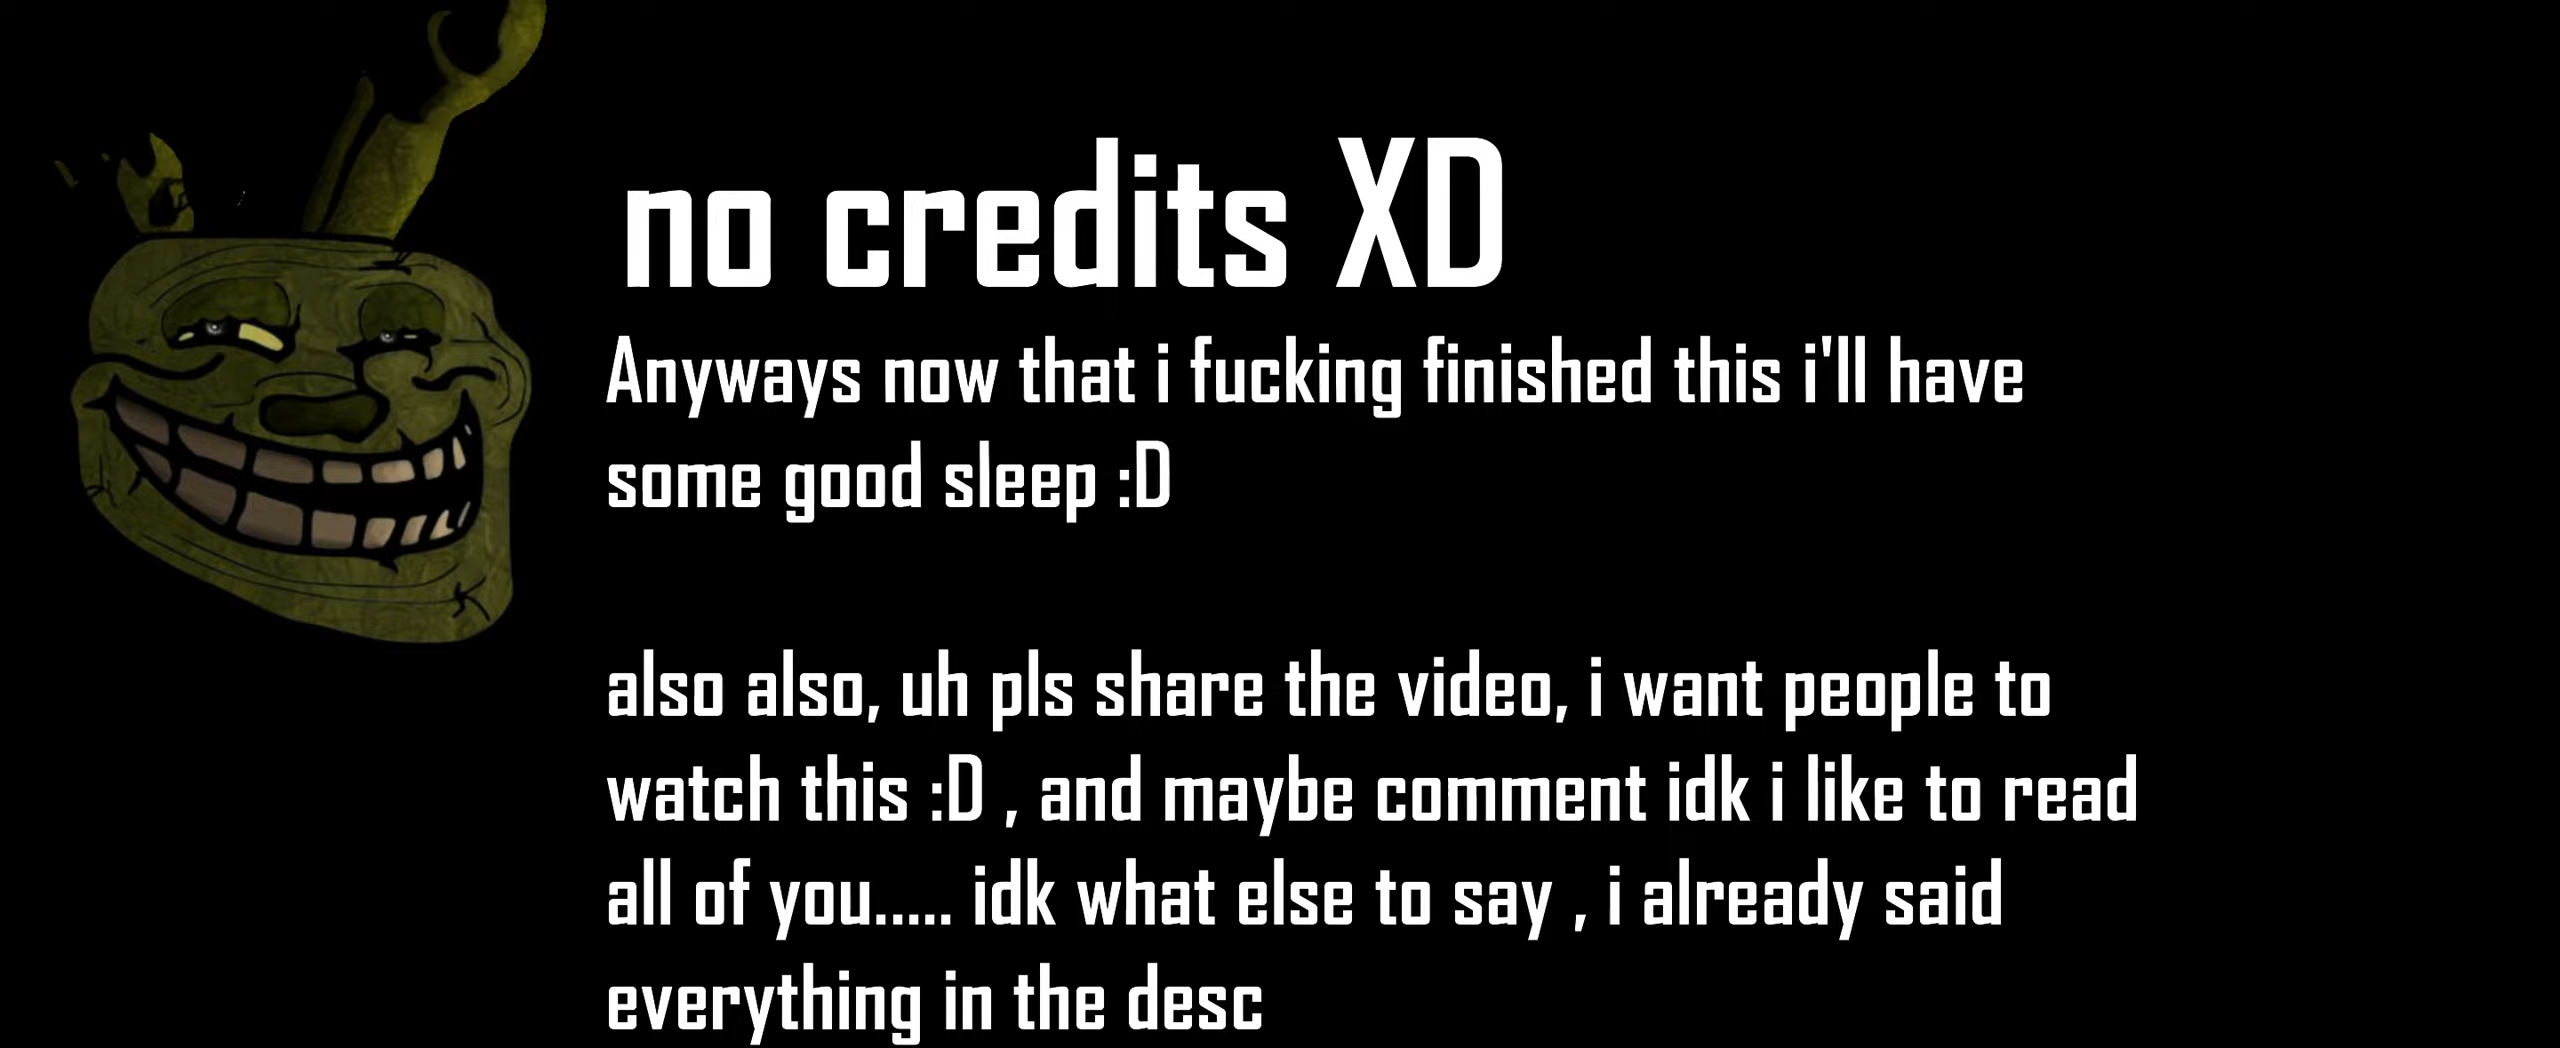 no credits XD
Anyways now that i fucking finished this i'll have
some good sleep :D
also also, uh pls share the video, i want people to
watch this :D , and maybe comment idk i like to read
all of you..... idk what else to say , i already said
everything in the desc